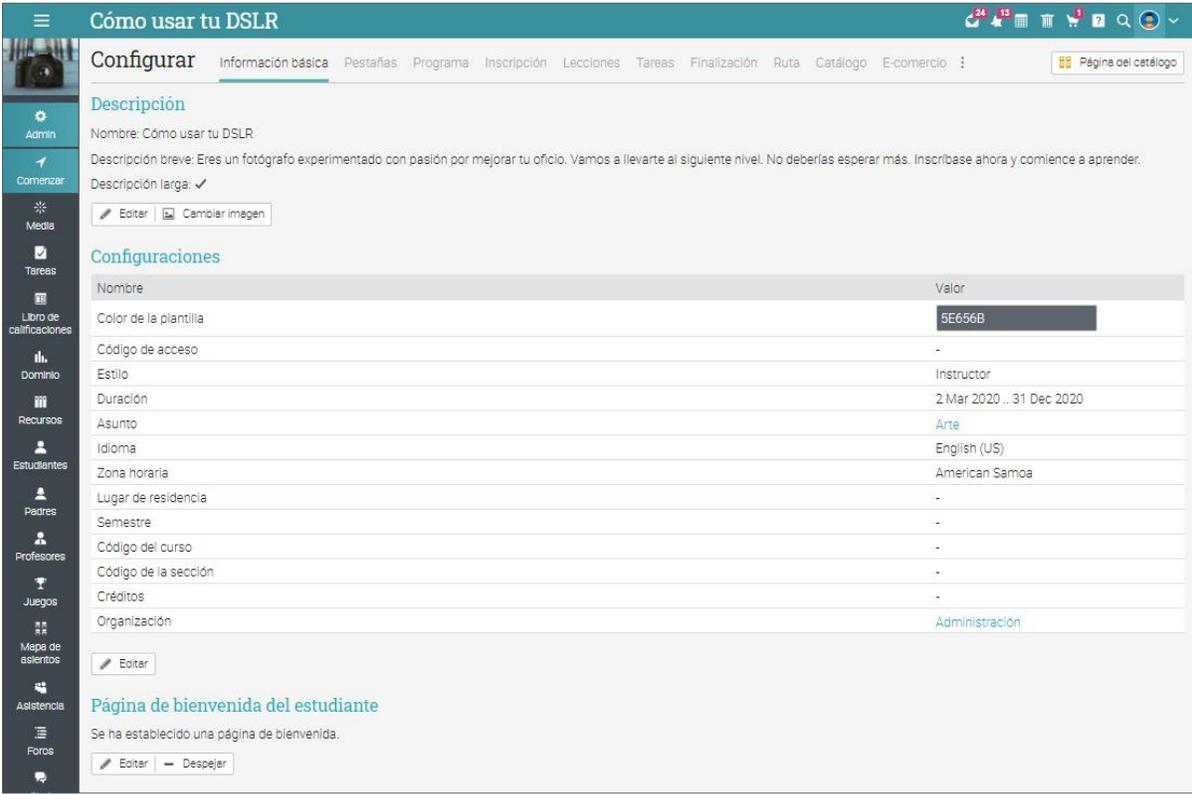 Cómo usar tu DSLR
24
13
1
Configurar
Información básica
Pestañas
Programa
Inscripción
Lecciones
Tareas
Finalización
Ruta
Catálogo
E-comercio
Página del catálogo
Admin
Comenzar
Media
Tareas
Libro de
calificaciones
Dominio
Recursos
Estudiantes
Padres
Profesores
Juegos
Mapa de
asientos
Asistencia
Foros
Descripción
Nombre: Cómo usar tu DSLR
Descripción breve: Eres un fotógrafo experimentado con pasión por mejorar tu oficio. Vamos a llevarte al siguiente nivel. No deberías esperar más. Inscríbase ahora y comience a aprender.
Descripción larga: ✓
Editar
Cambiar imagen
Configuraciones
Nombre Valor
Color de la plantilla 5E656B
Código de acceso -
Estilo Instructor
Duración 2 Mar 2020 .. 31 Dec 2020
Asunto Arte
Idioma English (US)
Zona horaria American Samoa
Lugar de residencia -
Semestre -
Código del curso -
Código de la sección -
Créditos -
Organización Administración
Editar
Página de bienvenida del estudiante
Se ha establecido una página de bienvenida.
Editar
Despejar